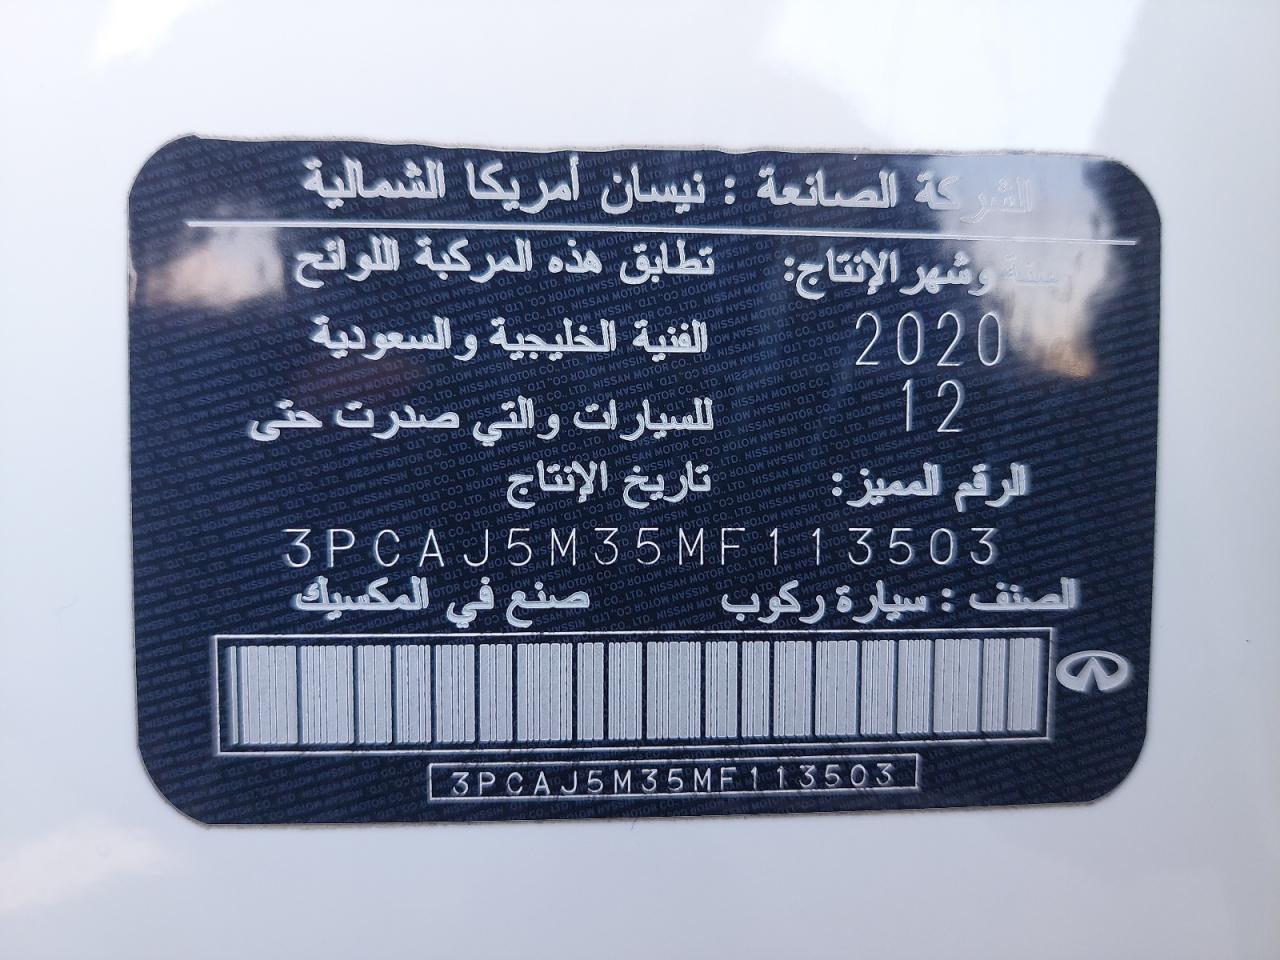 الشركة الصانعة : نيسان أمريكا الشمالية
سنة وشهر الإنتاج:
2020
12
تطابق هذه المركبة اللوائح
الفنية الخليجية والسعودية
للسيارات والتي صدرت حتى
تاريخ الإنتاج
الرقم المميز:
3PCAJ5M35MF113503
الصنف : سيارة ركوب
صنع في المكسيك
3PCAJ5M35MF113503